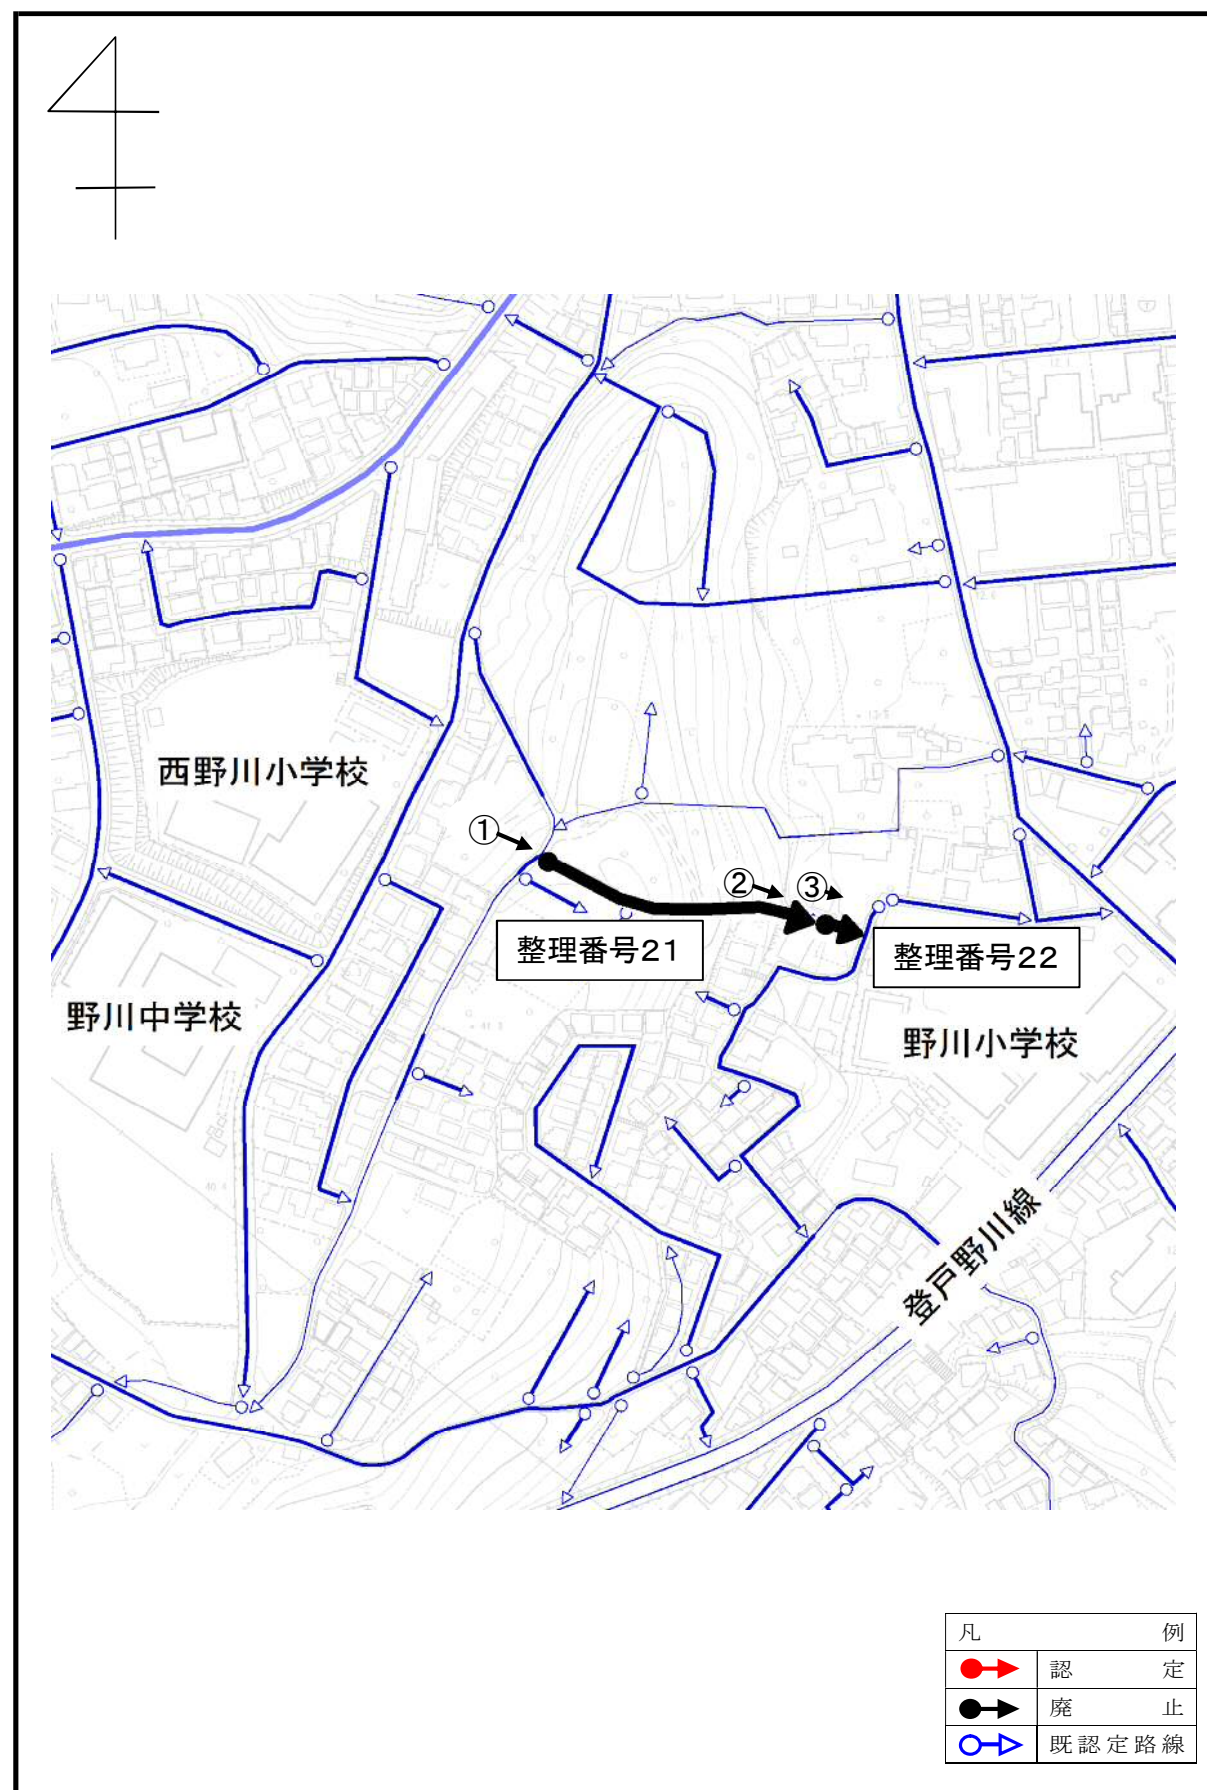 西野川小学校
①
②
③
整理番号21
整理番号22
野川中学校
野川小学校
登戸野川線
凡例
認定
廃止
既認定路線